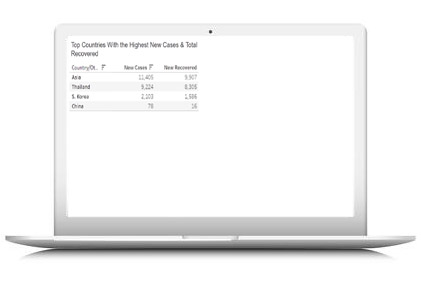 Top Countries With the Highest New Cases & Total
Recovered
Country/Ot.. New Cases New Recovered
Asia 11,405 9,907
Thailand 9,224 8,305
S. Korea 2,103 1,586
China 78 16